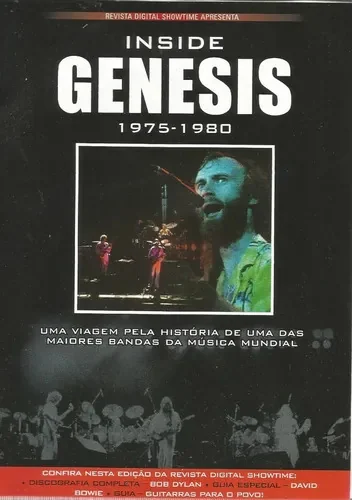 REVISTA DIGITAL SHOWTIME APRESENTA
INSIDE
GENESIS
1975-1980
UMA VIAGEM PELA HISTÓRIA DE UMA DAS
MAIORES BANDAS DA MÚSICA MUNDIAL
CONFIRA NESTA EDIÇÃO DA REVISTA DIGITAL SHOWTIME:
• DISCOGRAFIA COMPLETA – BOB DYLAN • GUIA ESPECIAL – DAVID
BOWIE • GUIA – GUITARRAS PARA O POVO!